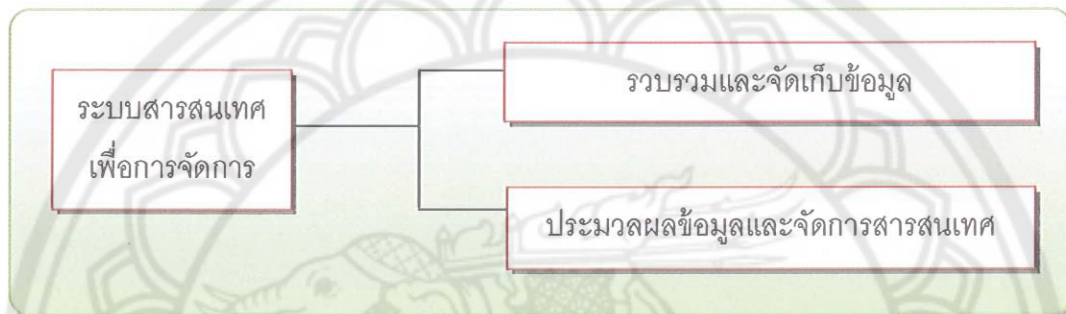 ระบบสารสนเทศ
เพื่อการจัดการ
รวบรวมและจัดเก็บข้อมูล
ประมวลผลข้อมูลและจัดการสารสนเทศ